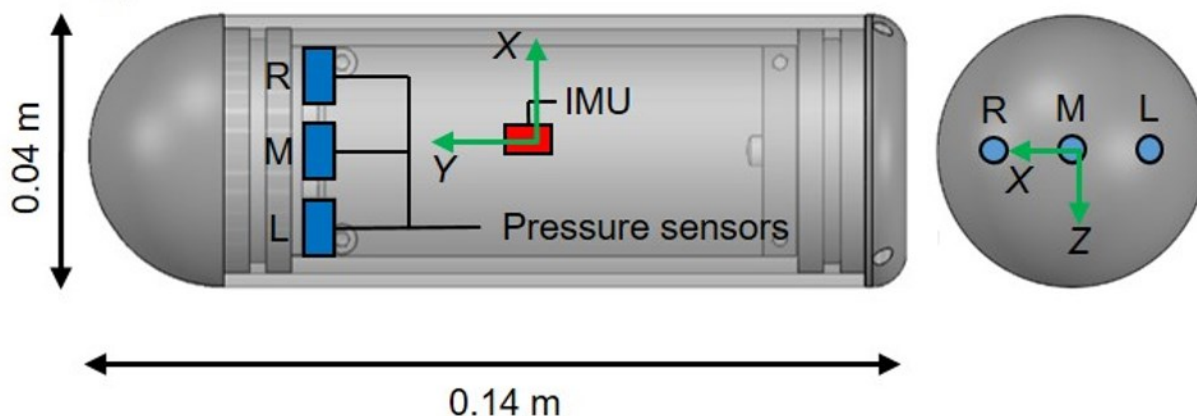 0.04 m
R
M
L
X
Y
IMU
Pressure sensors
0.14 m
R M L
X
Z